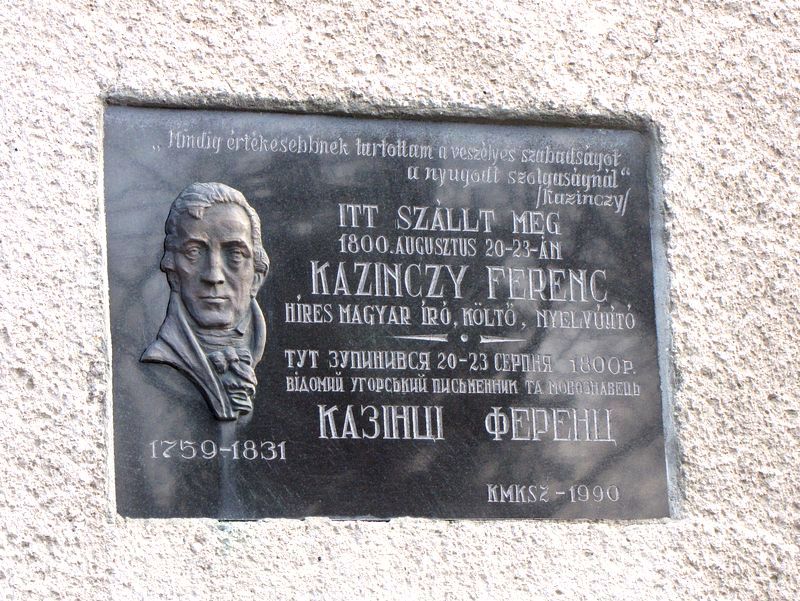 „Mindig értékesebbnek tartottam a veszélyes szabadságot
a nyugodt szolgaságnál“
/Kazinczy/
ITT SZÁLLT MEG
1800. AUGUSZTUS 20-23-ÁN
KAZINCZY FERENC
HÍRES MAGYAR ÍRÓ, KÖLTŐ, NYELVÚJÍTÓ
ТУТ ЗУПИНИВСЯ 20-23 СЕРПНЯ 1800 Р.
ВІДОМИЙ УГОРСЬКИЙ ПИСЬМЕННИК ТА МОВОЗНАВЕЦЬ
КАЗІНЦІ ФЕРЕНЦ
1759-1831
KMKSZ-1990